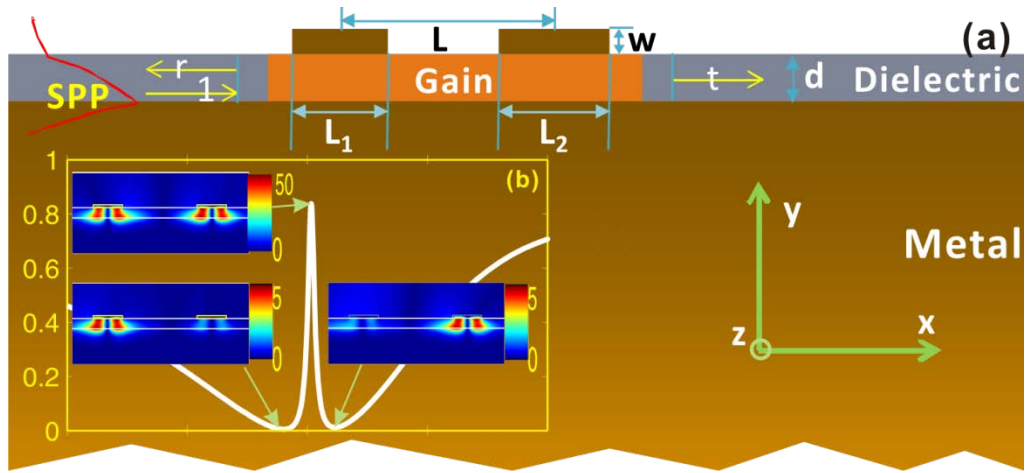 (a)
L
w
r
t
d
Dielectric
SPP
1
Gain
L₁
L₂
1
(b)
50
0.8
0
y
0.6
Metal
5
5
0.4
x
0
0
z
0.2
0